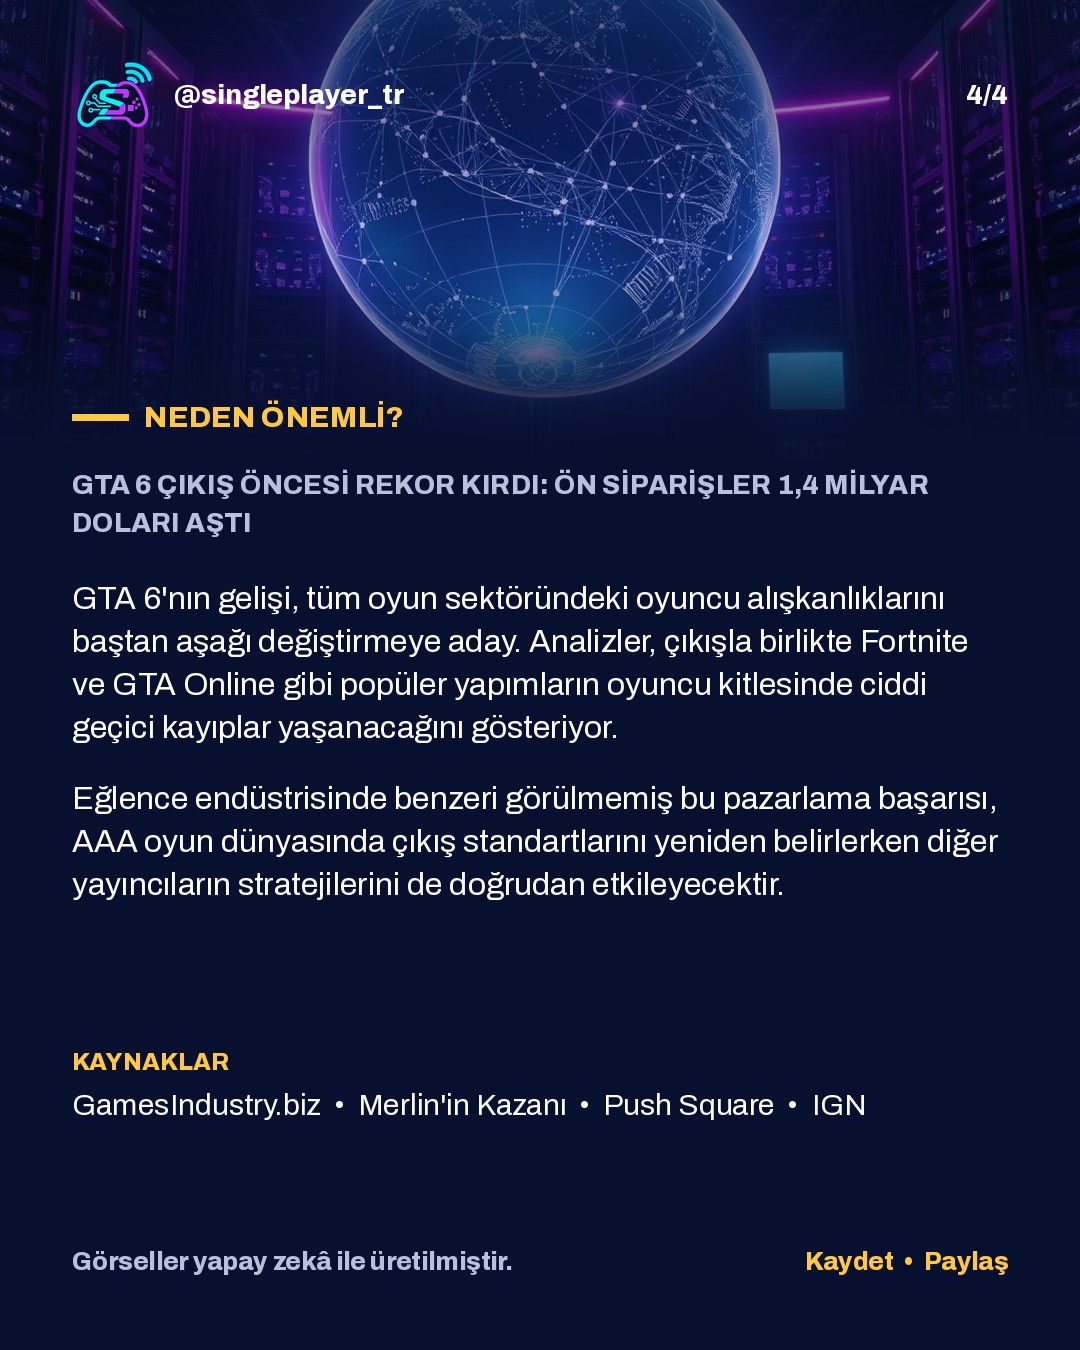 @singleplayer_tr
4/4
NEDEN ÖNEMLİ?
GTA 6 ÇIKIŞ ÖNCESİ REKOR KIRDI: ÖN SİPARİŞLER 1,4 MİLYAR
DOLARI AŞTI
GTA 6'nın gelişi, tüm oyun sektöründeki oyuncu alışkanlıklarını
baştan aşağı değiştirmeye aday. Analizler, çıkışla birlikte Fortnite
ve GTA Online gibi popüler yapımların oyuncu kitlesinde ciddi
geçici kayıplar yaşanacağını gösteriyor.
Eğlence endüstrisinde benzeri görülmemiş bu pazarlama başarısı,
AAA oyun dünyasında çıkış standartlarını yeniden belirlerken diğer
yayıncıların stratejilerini de doğrudan etkileyecektir.
KAYNAKLAR
GamesIndustry.biz • Merlin'in Kazanı • Push Square • IGN
Görseller yapay zekâ ile üretilmiştir.
Kaydet • Paylaş